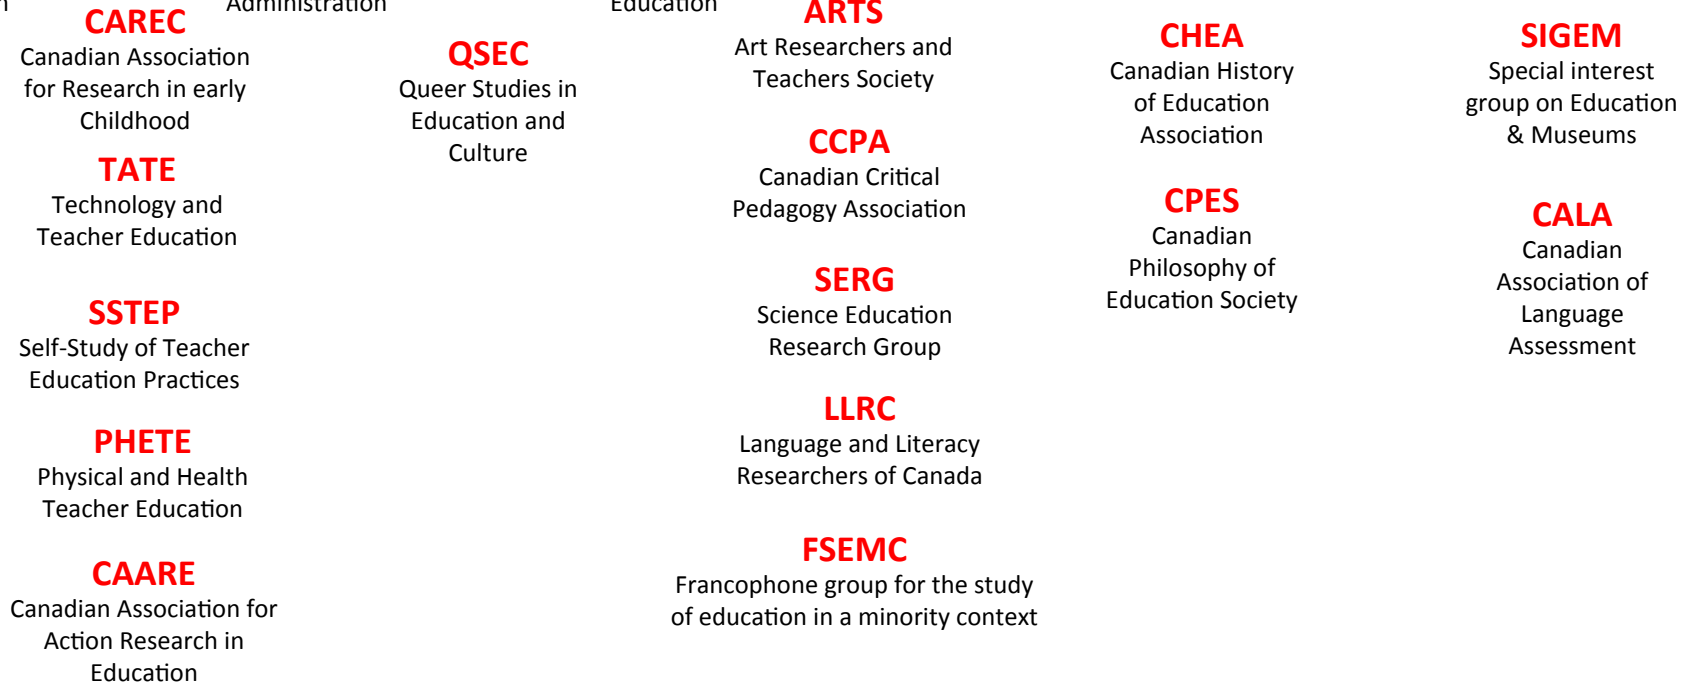 Administration
Education
CAREC
Canadian Association
for Research in early
Childhood
TATE
Technology and
Teacher Education
SSTEP
Self-Study of Teacher
Education Practices
PHETE
Physical and Health
Teacher Education
CAARE
Canadian Association for
Action Research in
Education
QSEC
Queer Studies in
Education and
Culture
ARTS
Art Researchers and
Teachers Society
CCPA
Canadian Critical
Pedagogy Association
SERG
Science Education
Research Group
LLRC
Language and Literacy
Researchers of Canada
FSEMC
Francophone group for the study
of education in a minority context
CHEA
Canadian History
of Education
Association
CPES
Canadian
Philosophy of
Education Society
SIGEM
Special interest
group on Education
& Museums
CALA
Canadian
Association of
Language
Assessment